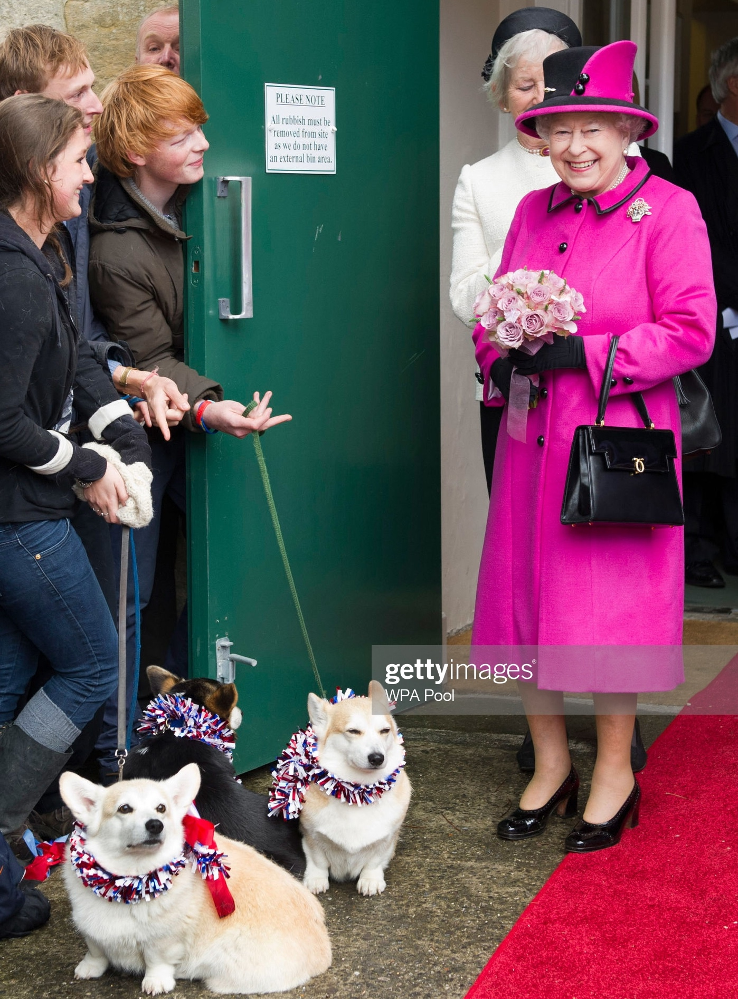 PLEASE NOTE
All rubbish must be
removed from site
as we do not have
an external bin area.
gettyimages®
WPA Pool